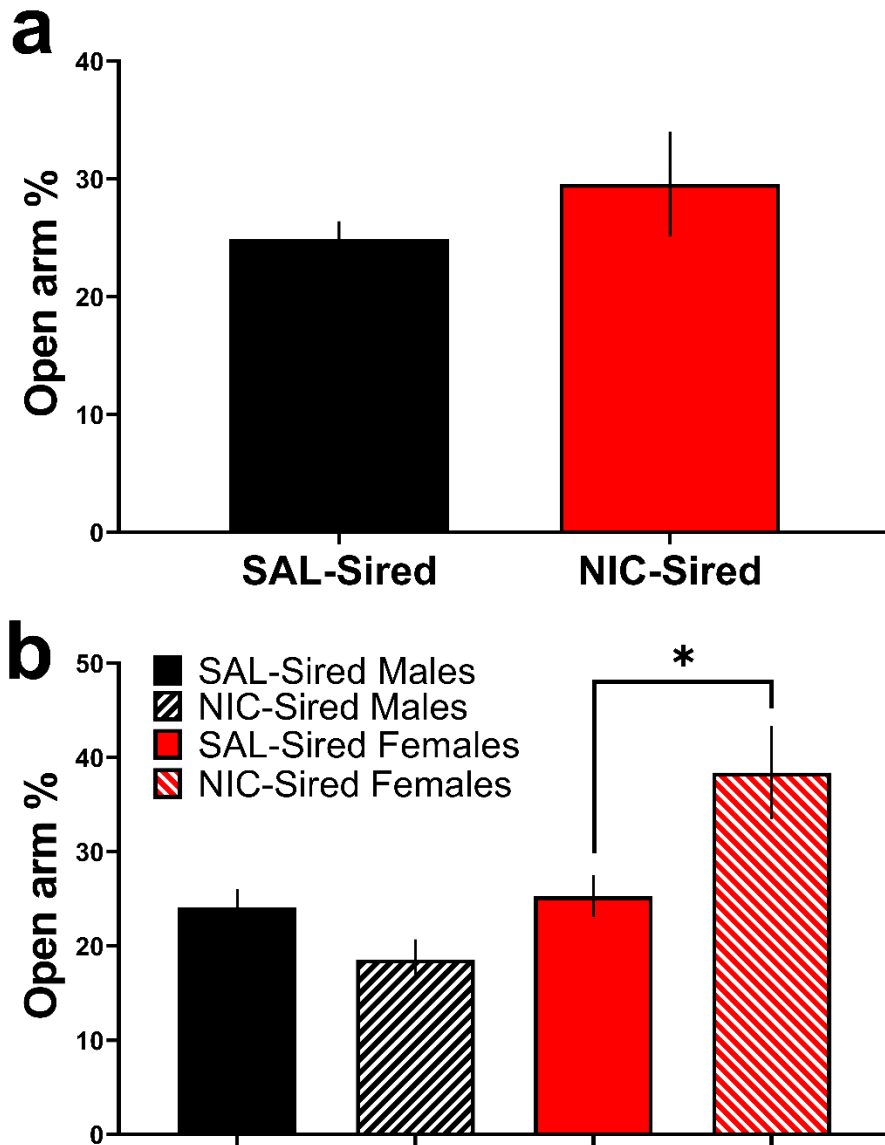 a
Open arm %
40
30
20
10
0
SAL-Sired
NIC-Sired
b
Open arm %
50
40
30
20
10
0
SAL-Sired Males
NIC-Sired Males
SAL-Sired Females
NIC-Sired Females
*